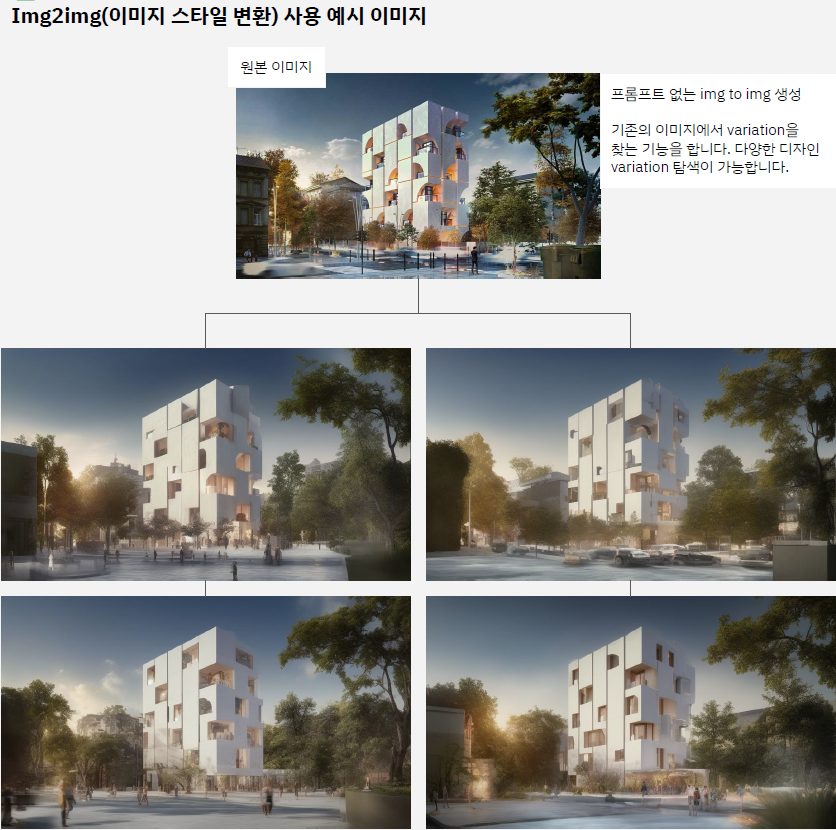 Img2img(이미지 스타일 변환) 사용 예시 이미지
원본 이미지
프롬프트 없는 img to img 생성
기존의 이미지에서 variation을
찾는 기능을 합니다. 다양한 디자인
variation 탐색이 가능합니다.